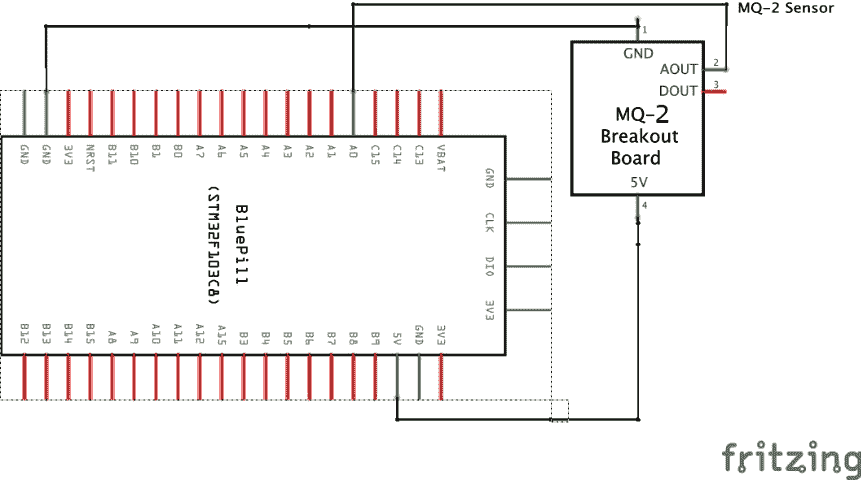 MQ-2 Sensor
1
GND
AOUT 2
DOUT 3
MQ-2
Breakout
Board
5V
4
GND GND 3V3 NRST B11 B10 B1 B0 A7 A6 A5 A4 A3 A2 A1 A0 C15 C14 C13 VBAT
GND
CLK
DIO
3V3
BluePill
(STM32F103C8)
B12 B13 B14 B15 A8 A9 A10 A11 A12 A15 B3 B4 B5 B6 B7 B8 B9 5V GND 3V3
fritzing